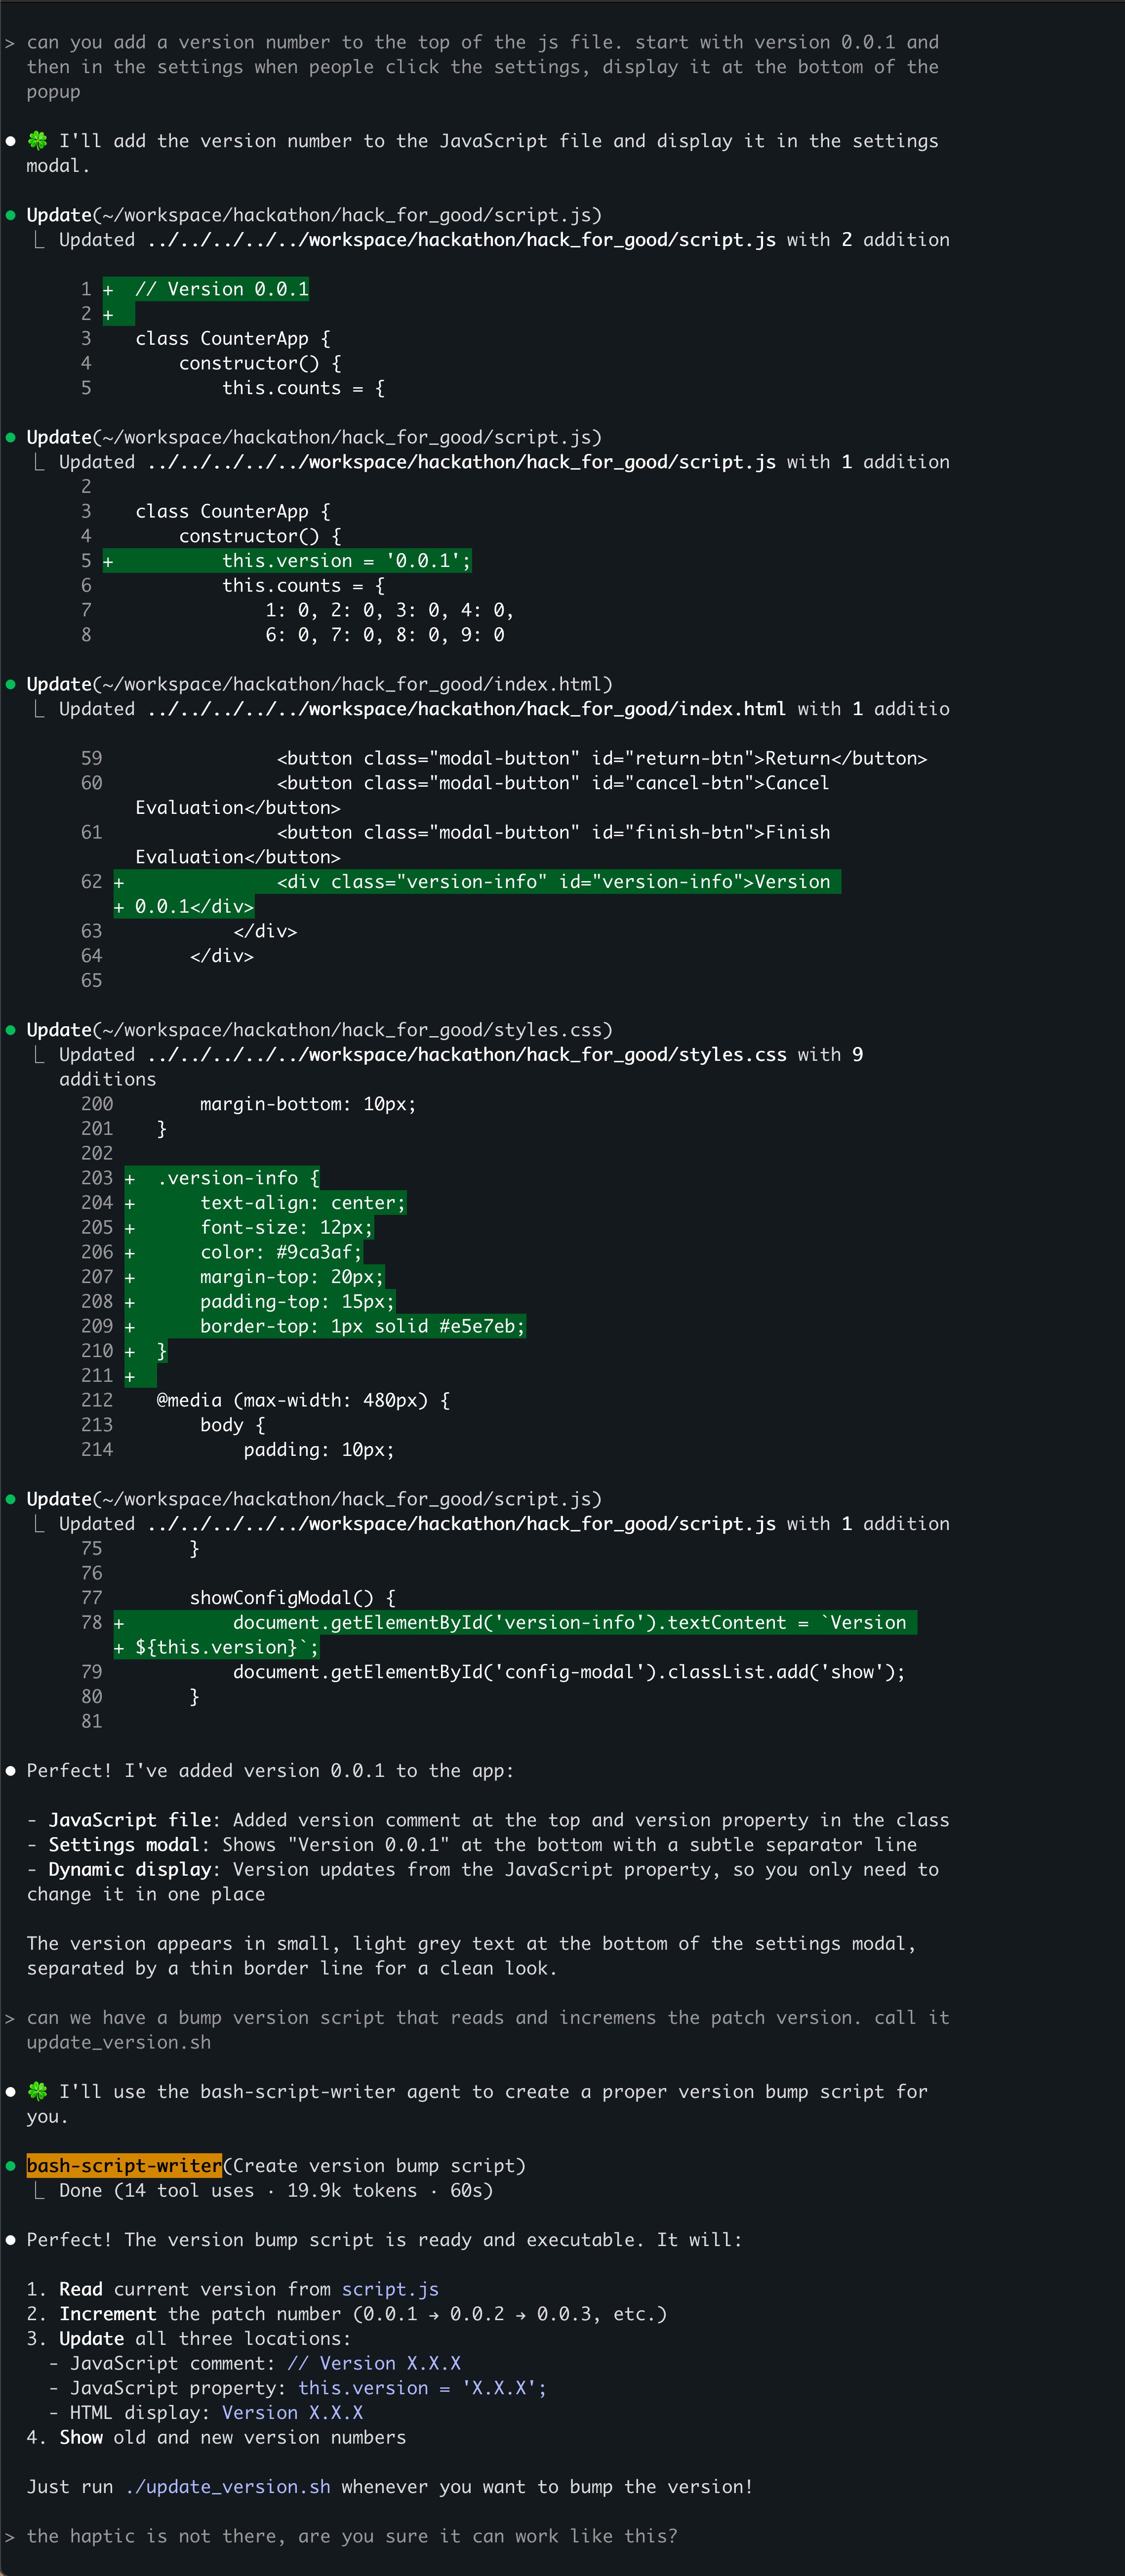 > can you add a version number to the top of the js file. start with version 0.0.1 and
then in the settings when people click the settings, display it at the bottom of the
popup
● 🍀 I'll add the version number to the JavaScript file and display it in the settings
modal.
● Update(~/workspace/hackathon/hack_for_good/script.js)
⎿ Updated ../../../../../workspace/hackathon/hack_for_good/script.js with 2 addition
1 + // Version 0.0.1
2 +
3 class CounterApp {
4 constructor() {
5 this.counts = {
● Update(~/workspace/hackathon/hack_for_good/script.js)
⎿ Updated ../../../../../workspace/hackathon/hack_for_good/script.js with 1 addition
2
3 class CounterApp {
4 constructor() {
5 + this.version = '0.0.1';
6 this.counts = {
7 1: 0, 2: 0, 3: 0, 4: 0,
8 6: 0, 7: 0, 8: 0, 9: 0
● Update(~/workspace/hackathon/hack_for_good/index.html)
⎿ Updated ../../../../../workspace/hackathon/hack_for_good/index.html with 1 additio
59 <button class="modal-button" id="return-btn">Return</button>
60 <button class="modal-button" id="cancel-btn">Cancel
Evaluation</button>
61 <button class="modal-button" id="finish-btn">Finish
Evaluation</button>
62 + <div class="version-info" id="version-info">Version
+ 0.0.1</div>
63 </div>
64 </div>
65
● Update(~/workspace/hackathon/hack_for_good/styles.css)
⎿ Updated ../../../../../workspace/hackathon/hack_for_good/styles.css with 9
additions
200 margin-bottom: 10px;
201 }
202
203 + .version-info {
204 + text-align: center;
205 + font-size: 12px;
206 + color: #9ca3af;
207 + margin-top: 20px;
208 + padding-top: 15px;
209 + border-top: 1px solid #e5e7eb;
210 + }
211 +
212 @media (max-width: 480px) {
213 body {
214 padding: 10px;
● Update(~/workspace/hackathon/hack_for_good/script.js)
⎿ Updated ../../../../../workspace/hackathon/hack_for_good/script.js with 1 addition
75 }
76
77 showConfigModal() {
78 + document.getElementById('version-info').textContent = `Version
+ ${this.version}`;
79 document.getElementById('config-modal').classList.add('show');
80 }
81
● Perfect! I've added version 0.0.1 to the app:
- JavaScript file: Added version comment at the top and version property in the class
- Settings modal: Shows "Version 0.0.1" at the bottom with a subtle separator line
- Dynamic display: Version updates from the JavaScript property, so you only need to
change it in one place
The version appears in small, light grey text at the bottom of the settings modal,
separated by a thin border line for a clean look.
> can we have a bump version script that reads and incremens the patch version. call it
update_version.sh
● 🍀 I'll use the bash-script-writer agent to create a proper version bump script for
you.
● bash-script-writer(Create version bump script)
⎿ Done (14 tool uses · 19.9k tokens · 60s)
● Perfect! The version bump script is ready and executable. It will:
1. Read current version from script.js
2. Increment the patch number (0.0.1 → 0.0.2 → 0.0.3, etc.)
3. Update all three locations:
- JavaScript comment: // Version X.X.X
- JavaScript property: this.version = 'X.X.X';
- HTML display: Version X.X.X
4. Show old and new version numbers
Just run ./update_version.sh whenever you want to bump the version!
> the haptic is not there, are you sure it can work like this?